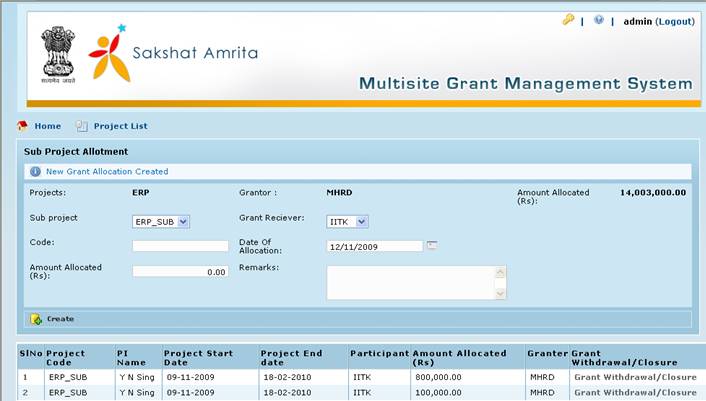 | | admin (Logout)
Sakshat Amrita
सत्यमेव जयते
Multisite Grant Management System
Home Project List
Sub Project Allotment
New Grant Allocation Created
Projects: ERP Grantor : MHRD Amount Allocated (Rs): 14,003,000.00
Sub project ERP_SUB Grant Reciever: IITK
Code: Date Of Allocation: 12/11/2009
Amount Allocated (Rs): 0.00 Remarks:
Create
SlNo Project Code PI Name Project Start Date Project End date Participant Amount Allocated (Rs) Granter Grant Withdrawal/Closure
1 ERP_SUB Y N Sing 09-11-2009 18-02-2010 IITK 800,000.00 MHRD Grant Withdrawal/Closure
2 ERP_SUB Y N Sing 09-11-2009 18-02-2010 IITK 100,000.00 MHRD Grant Withdrawal/Closure